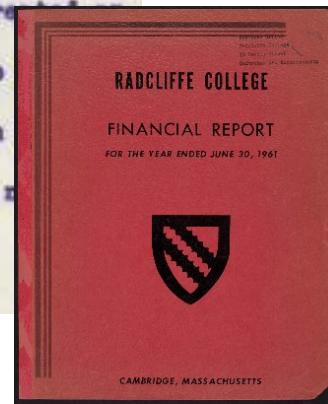 RADCLIFFE COLLEGE
FINANCIAL REPORT
FOR THE YEAR ENDED JUNE 30, 1961
CAMBRIDGE, MASSACHUSETTS